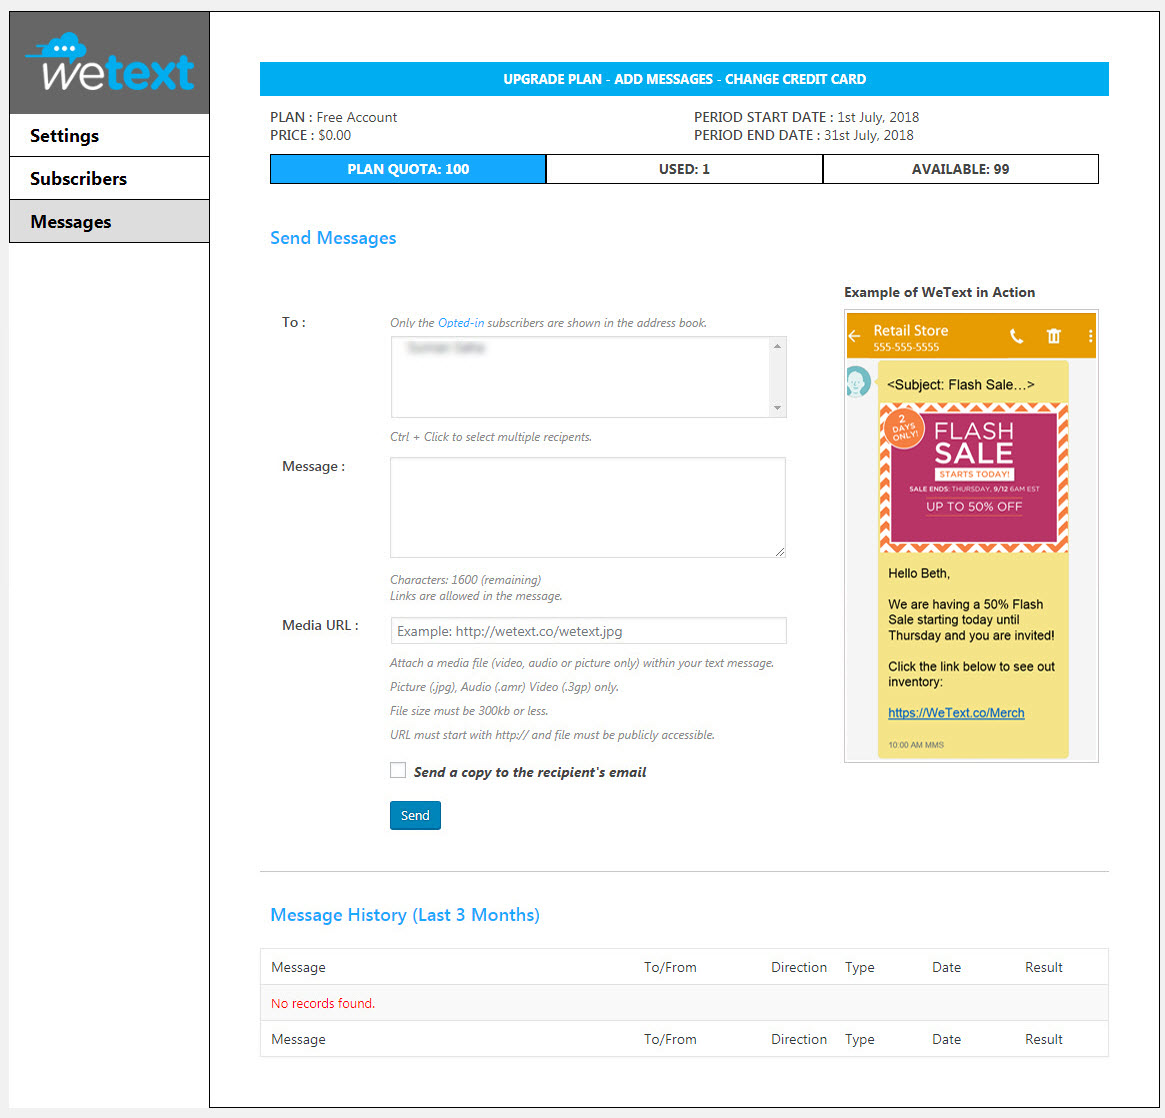 wetext
Settings
Subscribers
Messages
UPGRADE PLAN - ADD MESSAGES - CHANGE CREDIT CARD
PLAN : Free Account
PRICE : $0.00
PERIOD START DATE : 1st July, 2018
PERIOD END DATE : 31st July, 2018
PLAN QUOTA: 100 USED: 1 AVAILABLE: 99
Send Messages
To :
Only the Opted-in subscribers are shown in the address book.
Ctrl + Click to select multiple recipents.
Message :
Characters: 1600 (remaining)
Links are allowed in the message.
Media URL :
Example: http://wetext.co/wetext.jpg
Attach a media file (video, audio or picture only) within your text message.
Picture (.jpg), Audio (.amr) Video (.3gp) only.
File size must be 300kb or less.
URL must start with http:// and file must be publicly accessible.
Send a copy to the recipient's email
Send
Example of WeText in Action
Retail Store
555-555-5555
<Subject: Flash Sale...>
2
DAYS
ONLY!
FLASH
SALE
STARTS TODAY!
SALE ENDS: THURSDAY, 9/12 6AM EST
UP TO 50% OFF
Hello Beth,
We are having a 50% Flash
Sale starting today until
Thursday and you are invited!
Click the link below to see out
inventory:
https://WeText.co/Merch
10:00 AM MMS
Message History (Last 3 Months)
Message To/From Direction Type Date Result
No records found.
Message To/From Direction Type Date Result